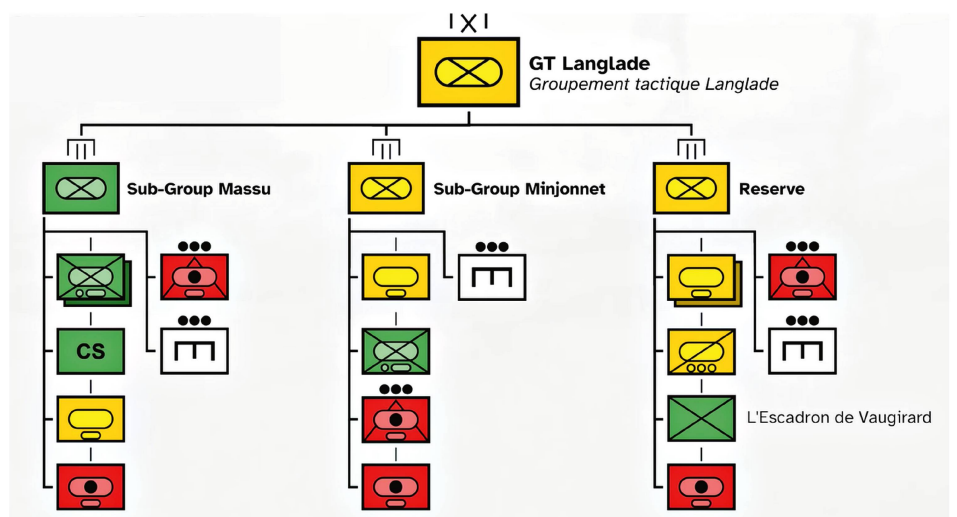 GT Langlade
Groupement tactique Langlade
Sub-Group Massu
Sub-Group Minjonnet
Reserve
CS
L'Escadron de Vaugirard